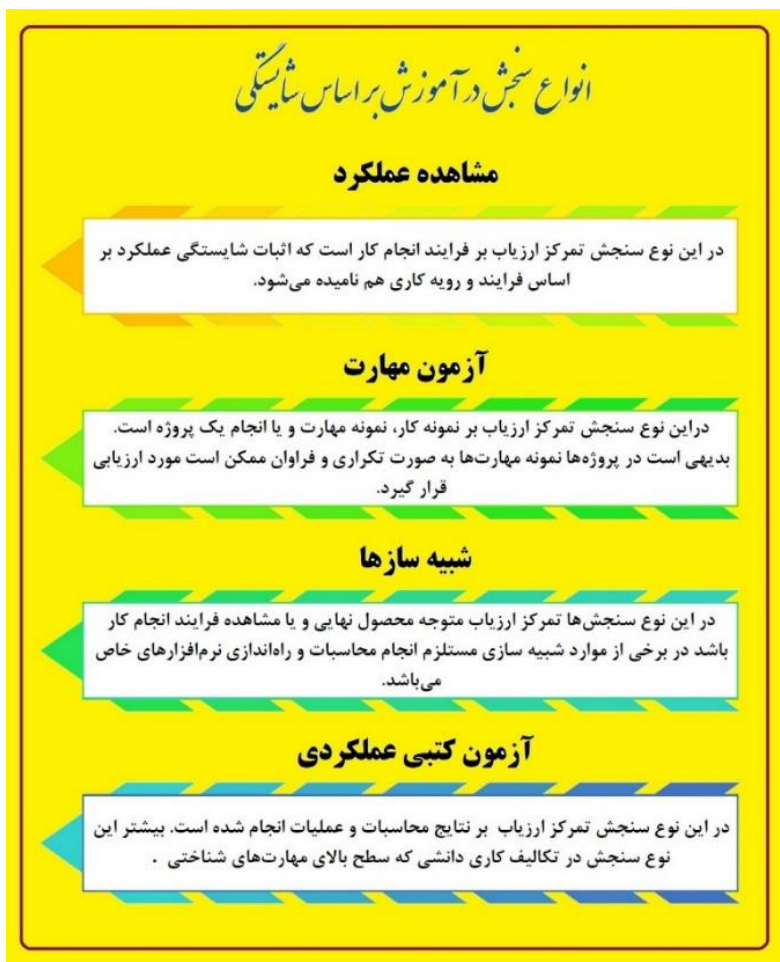 انواع سنجش در آموزش بر اساس شایستگی
مشاهده عملکرد
در این نوع سنجش تمرکز ارزیاب بر فرایند انجام کار است که اثبات شایستگی عملکرد بر
اساس فرایند و رویه کاری هم نامیده می‌شود.
آزمون مهارت
دراین نوع سنجش تمرکز ارزیاب بر نمونه کار، نمونه مهارت و یا انجام یک پروژه است.
بدیهی است در پروژه‌ها نمونه مهارت‌ها به صورت تکراری و فراوان ممکن است مورد ارزیابی
قرار گیرد.
شبیه سازها
در این نوع سنجش‌ها تمرکز ارزیاب متوجه محصول نهایی و یا مشاهده فرایند انجام کار
باشد در برخی از موارد شبیه سازی مستلزم انجام محاسبات و راه‌اندازی نرم‌افزارهای خاص
می‌باشد.
آزمون کتبی عملکردی
در این نوع سنجش تمرکز ارزیاب بر نتایج محاسبات و عملیات انجام شده است. بیشتر این
نوع سنجش در تکالیف کاری دانشی که سطح بالای مهارت‌های شناختی .